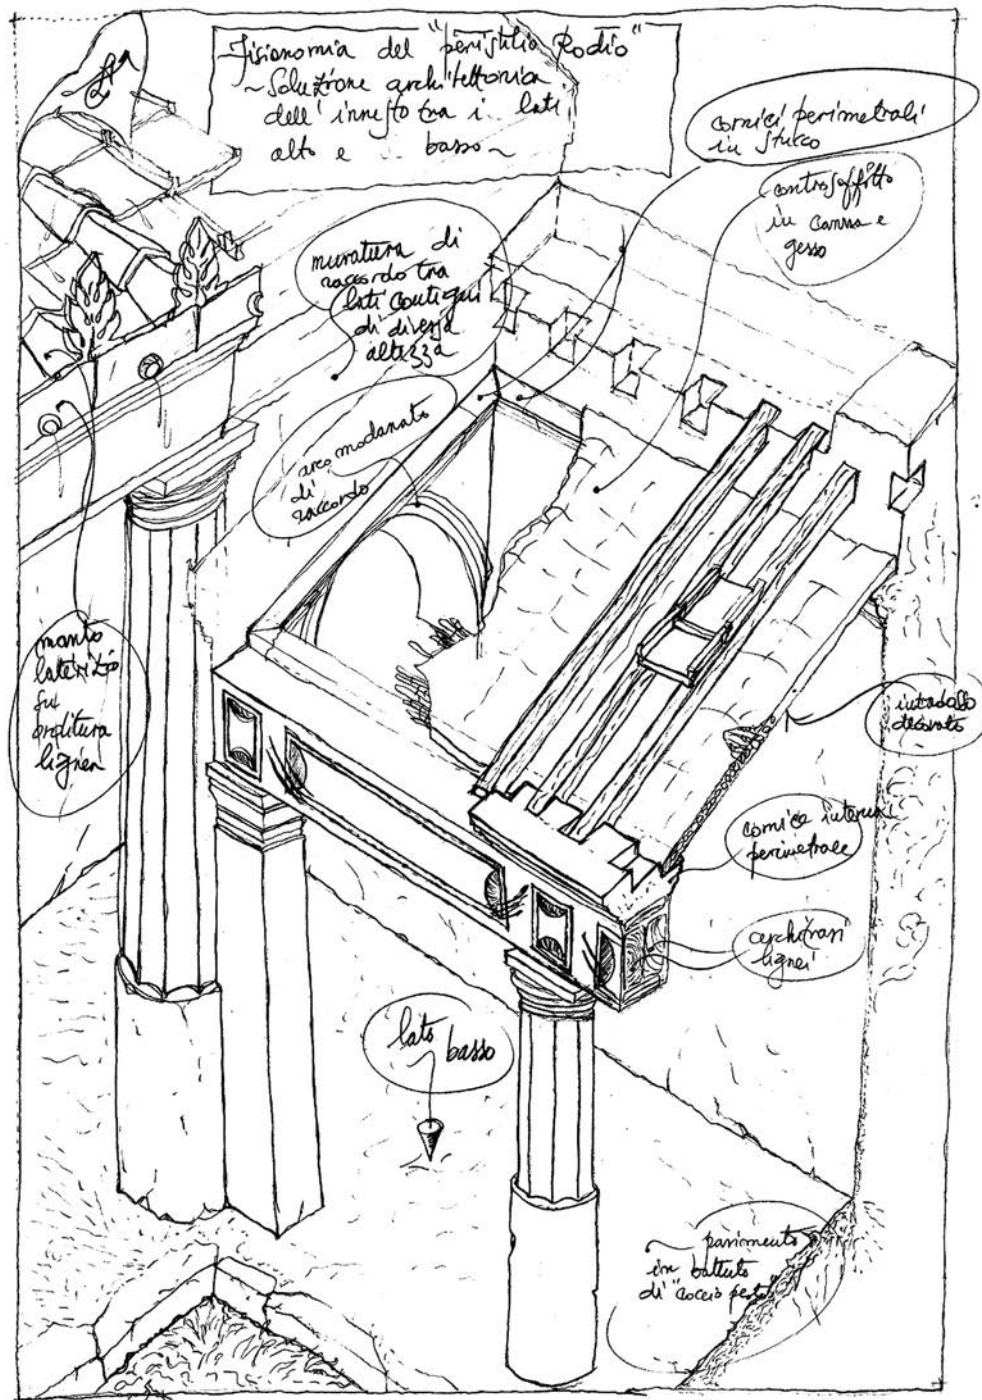 Fisionomia del "peristilio Rodio"
~ Soluzione architettonica
dell'innesto tra i lati
alto e basso ~
cornici perimetrali
in stucco
controsoffitto
in canna e
gesso
muratura di
raccordo tra
lati contigui
di diversa
altezza
arco modanato
di
raccordo
manto
laterizio
su
orditura
lignea
intradosso
decorato
cornice interna
perimetrale
architravi
lignei
lato basso
pavimento
in battuto
di "coccio pesto"